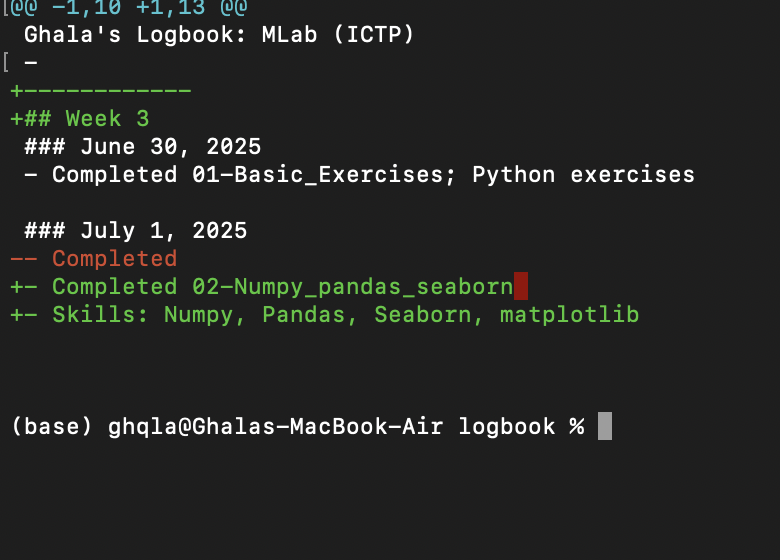 @@ -1,10 +1,13 @@
Ghala's Logbook: MLab (ICTP)
[ -
+------------
+## Week 3
### June 30, 2025
- Completed 01-Basic_Exercises; Python exercises
### July 1, 2025
-- Completed
+- Completed 02-Numpy_pandas_seaborn
+- Skills: Numpy, Pandas, Seaborn, matplotlib
(base) ghqla@Ghalas-MacBook-Air logbook %